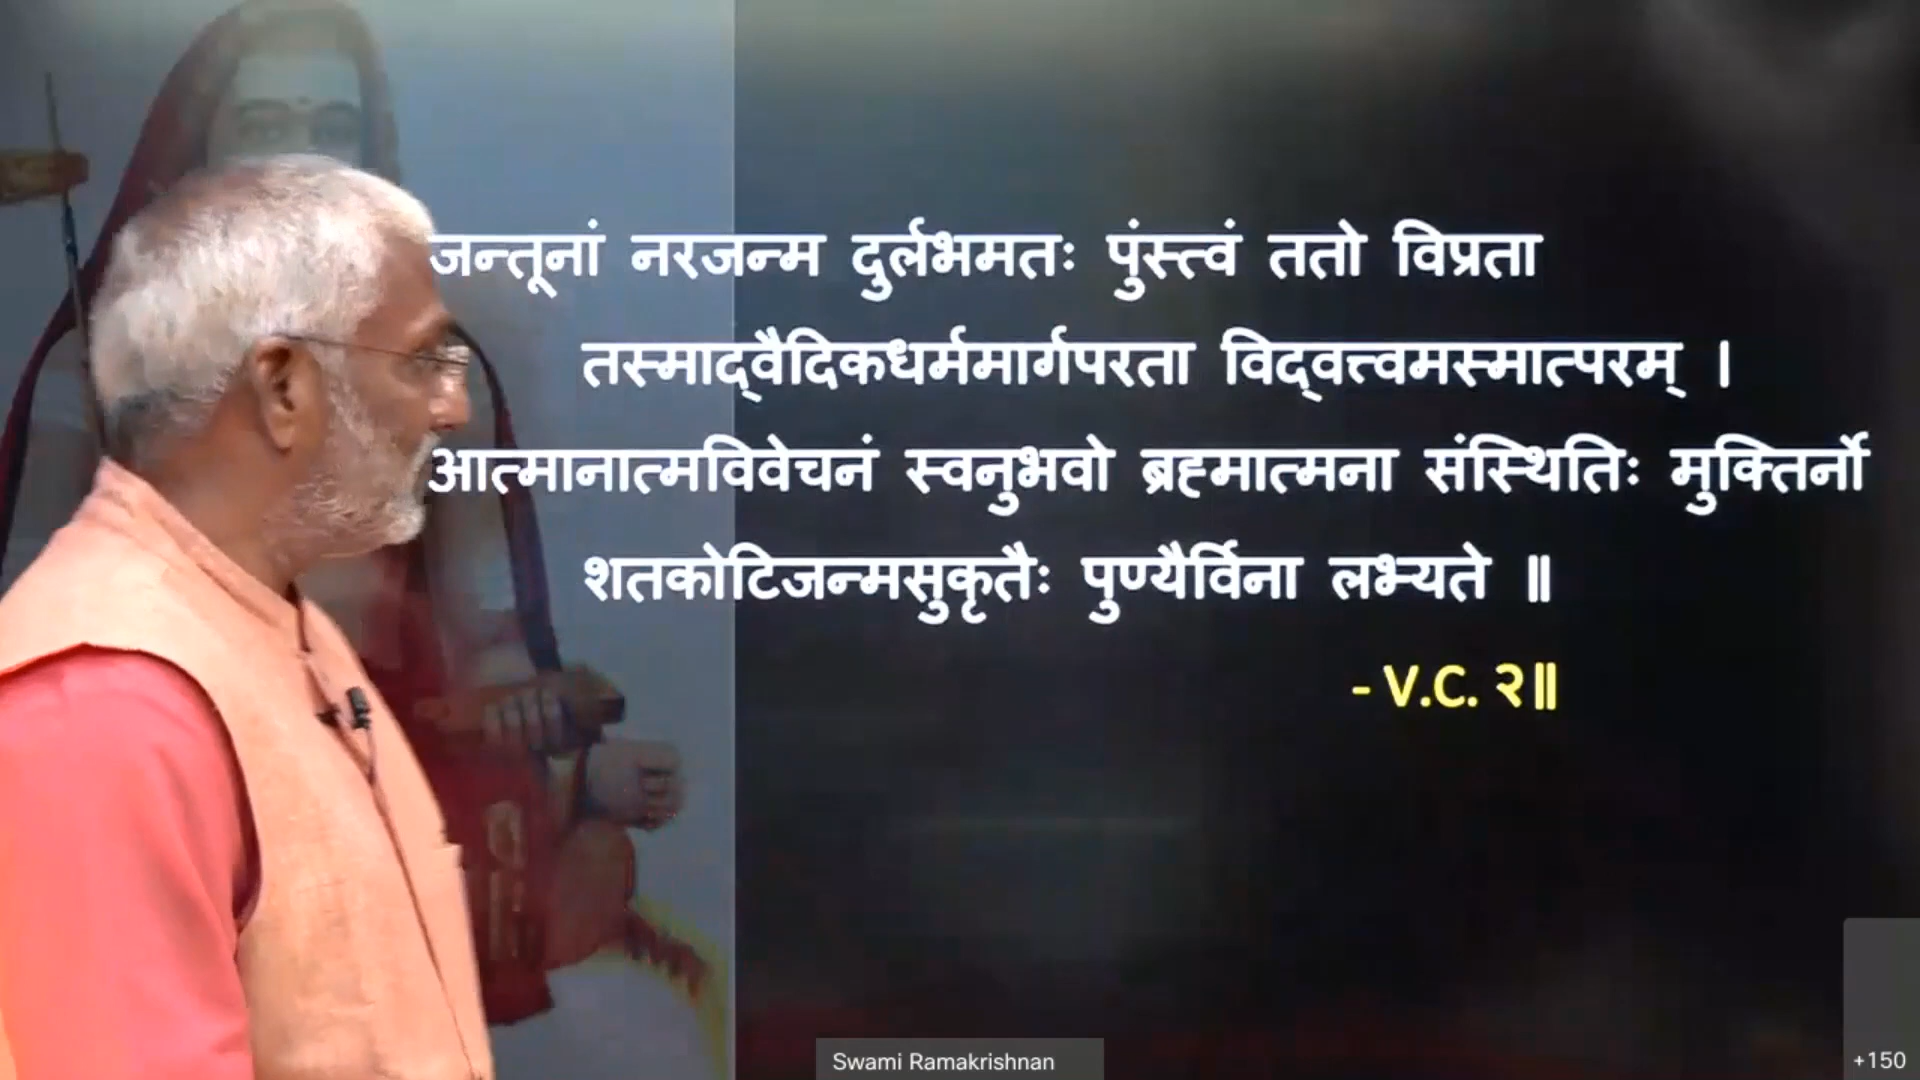 जन्तूनां नरजन्म दुर्लभमतः पुंस्त्वं ततो विप्रता
तस्माद्वैदिकधर्ममार्गपरता विद्वत्त्वमस्मात्परम् ।
आत्मानात्मविवेचनं स्वनुभवो ब्रह्मात्मना संस्थितिः मुक्तिर्नो
शतकोटिजन्मसुकृतैः पुण्यैर्विना लभ्यते ॥
- V.C. २॥
Swami Ramakrishnan
+150